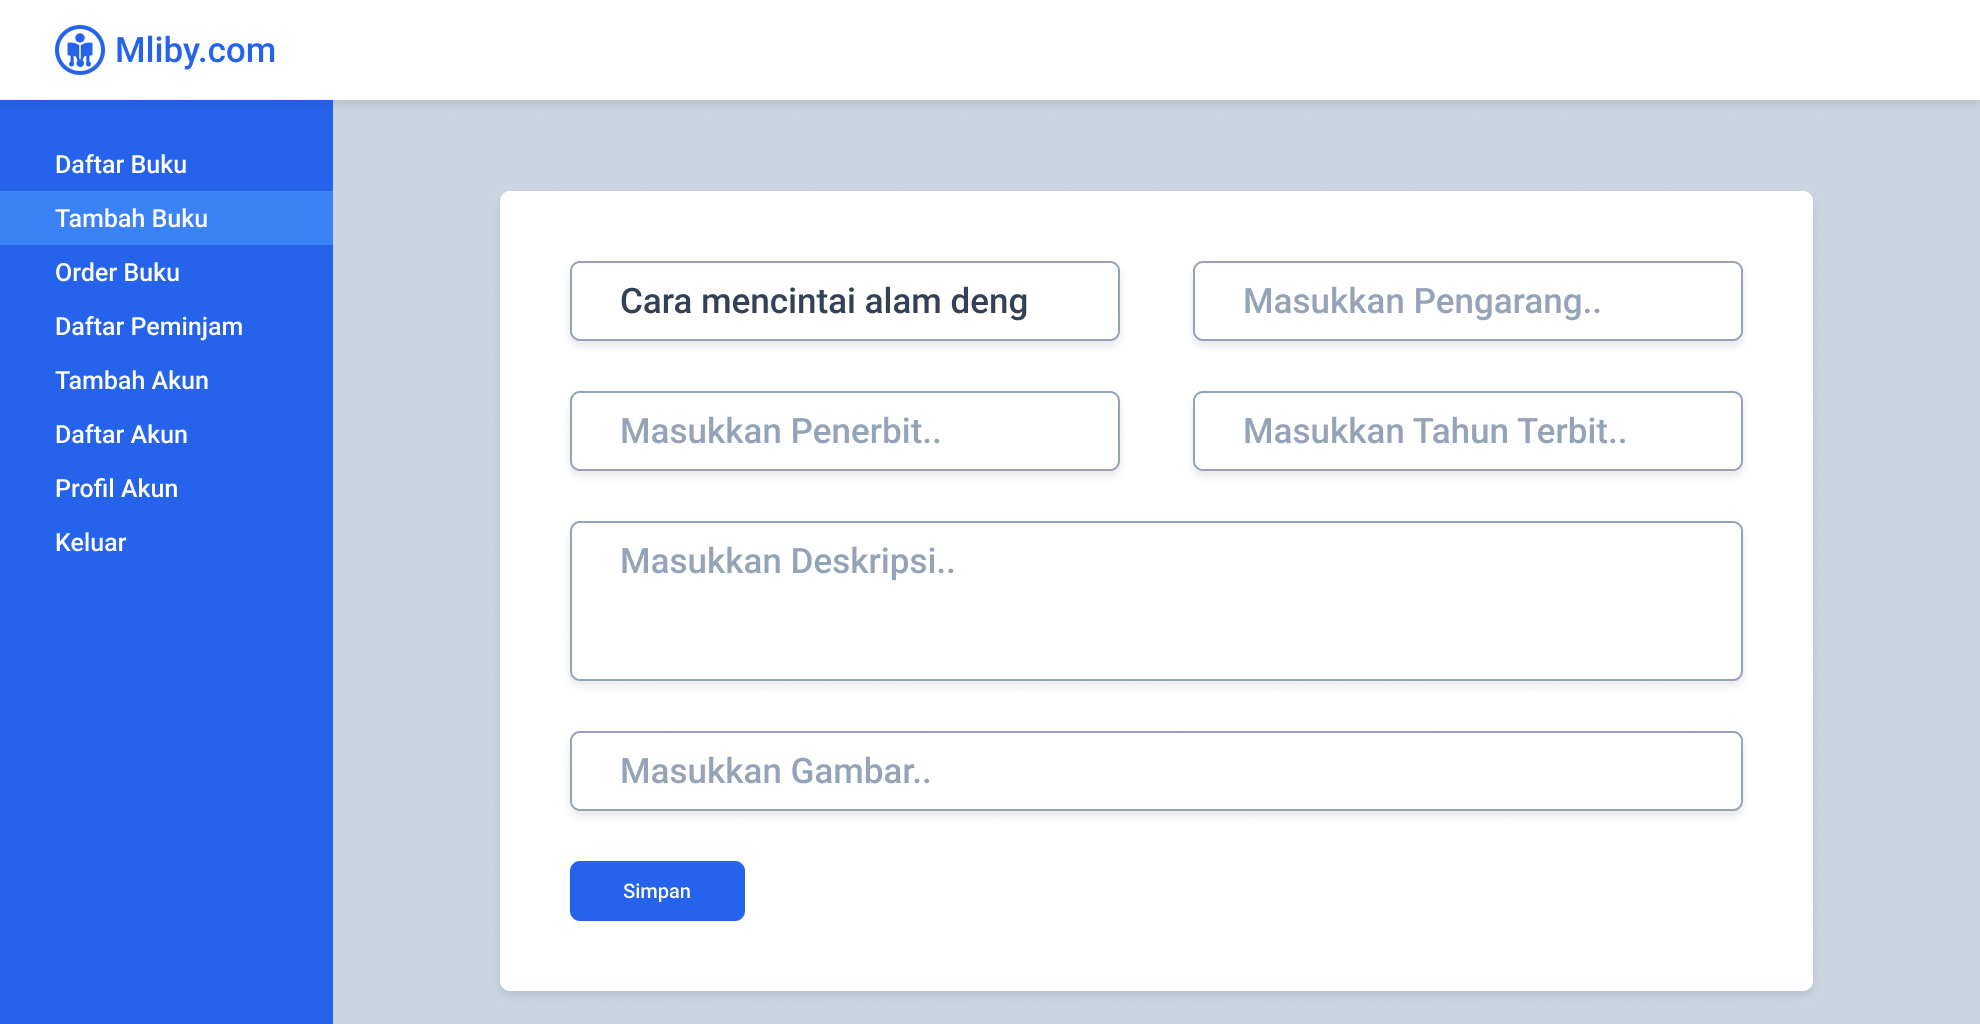 Mliby.com
Daftar Buku
Tambah Buku
Order Buku
Daftar Peminjam
Tambah Akun
Daftar Akun
Profil Akun
Keluar
Cara mencintai alam deng
Masukkan Pengarang..
Masukkan Penerbit..
Masukkan Tahun Terbit..
Masukkan Deskripsi..
Masukkan Gambar..
Simpan